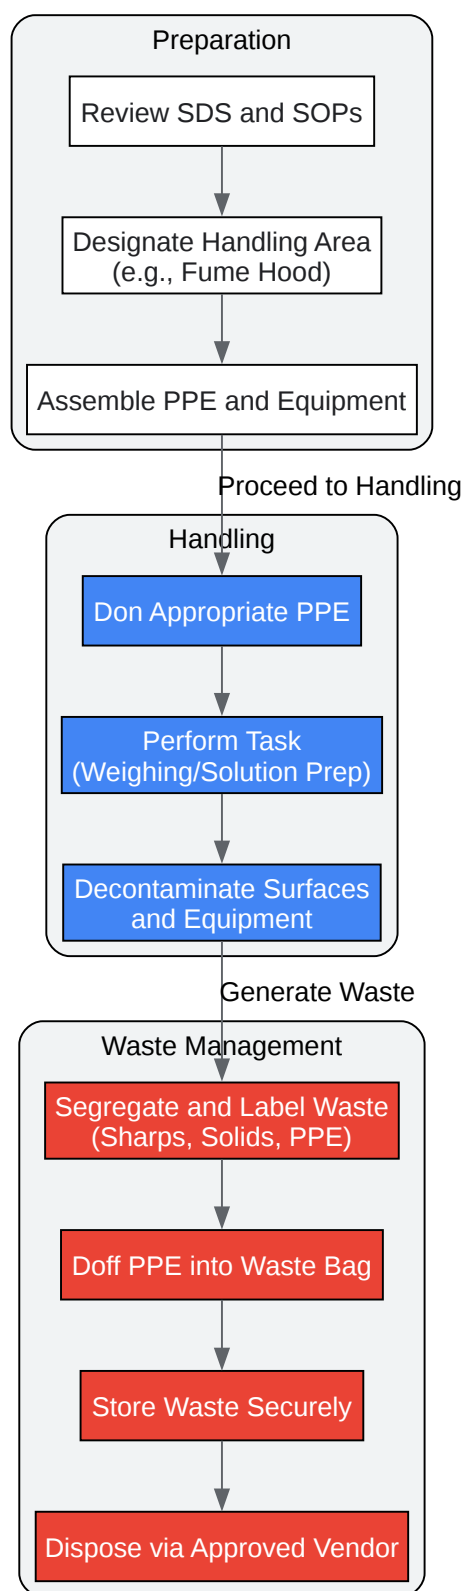 Preparation
Review SDS and SOPs
Designate Handling Area
(e.g., Fume Hood)
Assemble PPE and Equipment
Proceed to Handling
Handling
Don Appropriate PPE
Perform Task
(Weighing/Solution Prep)
Decontaminate Surfaces
and Equipment
Generate Waste
Waste Management
Segregate and Label Waste
(Sharps, Solids, PPE)
Doff PPE into Waste Bag
Store Waste Securely
Dispose via Approved Vendor